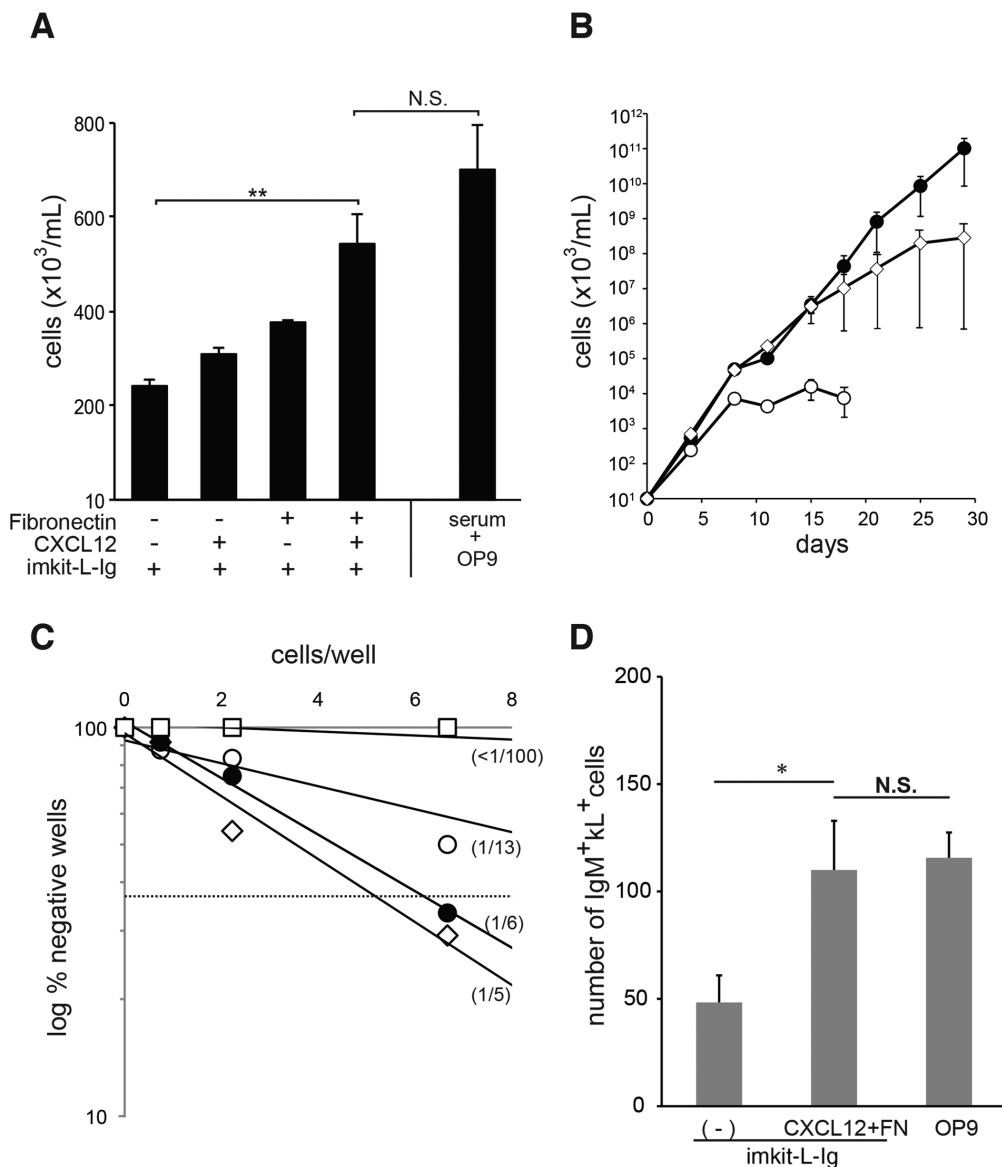 A
N.S.
**
cells (x10³/mL)
800
600
400
200
10
Fibronectin - - + +
CXCL12 - + - +
imkit-L-Ig + + + +
serum
+
OP9
B
cells (x10³/mL)
10¹²
10¹¹
10¹⁰
10⁹
10⁸
10⁷
10⁶
10⁵
10⁴
10³
10²
10¹
0 5 10 15 20 25 30
days
C
cells/well
0 2 4 6 8
log % negative wells
100
10
(<1/100)
(1/13)
(1/6)
(1/5)
D
number of IgM⁺kL⁺cells
200
150
100
50
0
*
N.S.
(-) CXCL12+FN OP9
imkit-L-Ig